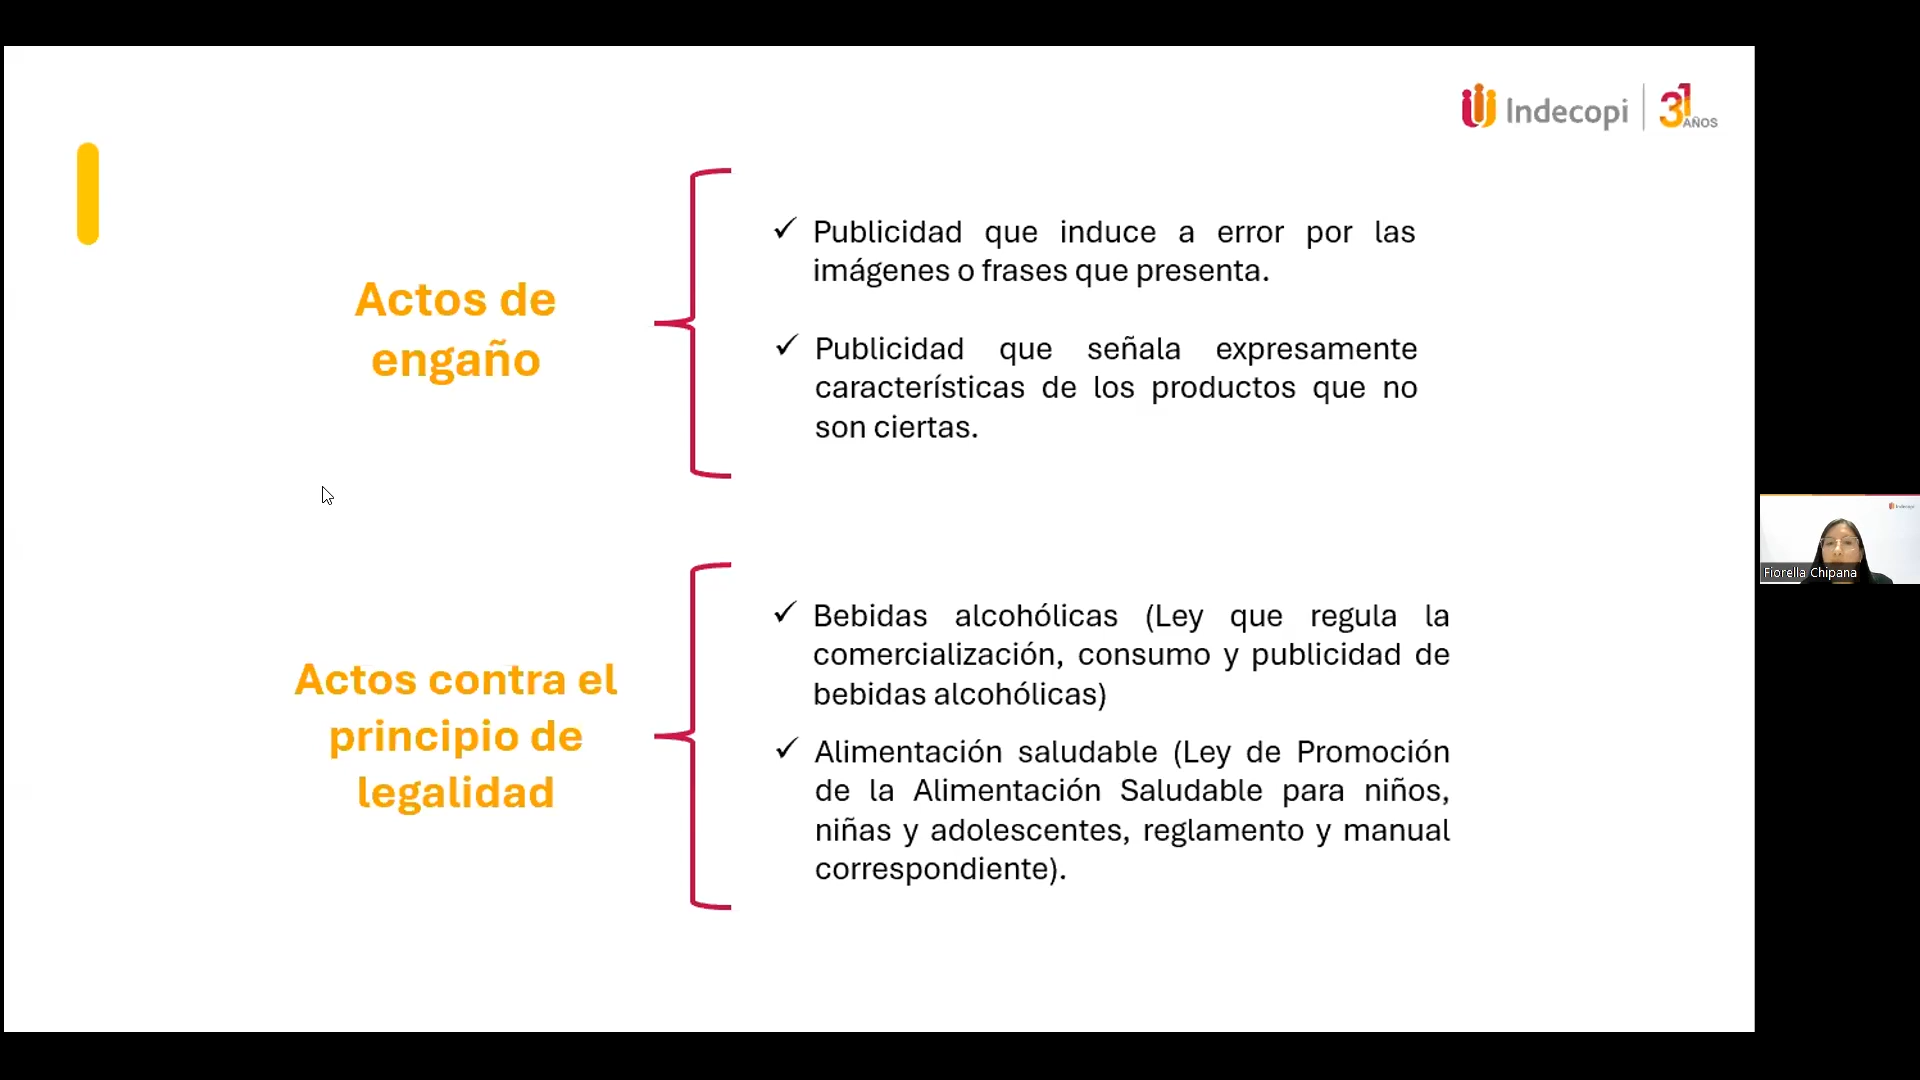 Indecopi
31
AÑOS
Actos de
engaño
✓ Publicidad que induce a error por las
imágenes o frases que presenta.
✓ Publicidad que señala expresamente
características de los productos que no
son ciertas.
Actos contra el
principio de
legalidad
✓ Bebidas alcohólicas (Ley que regula la
comercialización, consumo y publicidad de
bebidas alcohólicas)
✓ Alimentación saludable (Ley de Promoción
de la Alimentación Saludable para niños,
niñas y adolescentes, reglamento y manual
correspondiente).
Indecopi
Fiorella Chipana